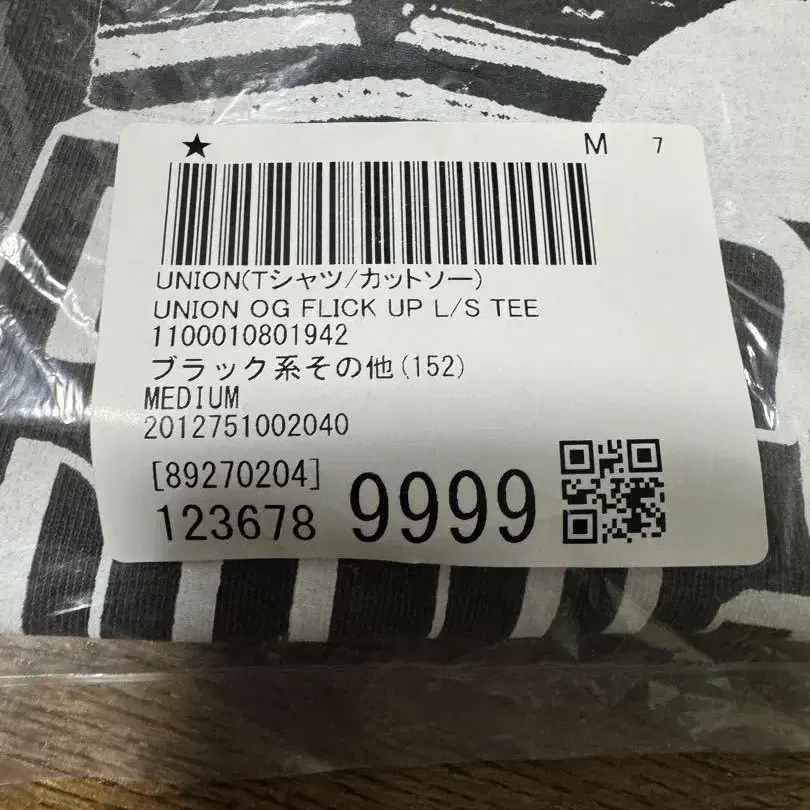 ★ M 7
UNION(Tシャツ/カットソー)
UNION OG FLICK UP L/S TEE
1100010801942
ブラック系その他(152)
MEDIUM
2012751002040
[89270204]
123678 9999